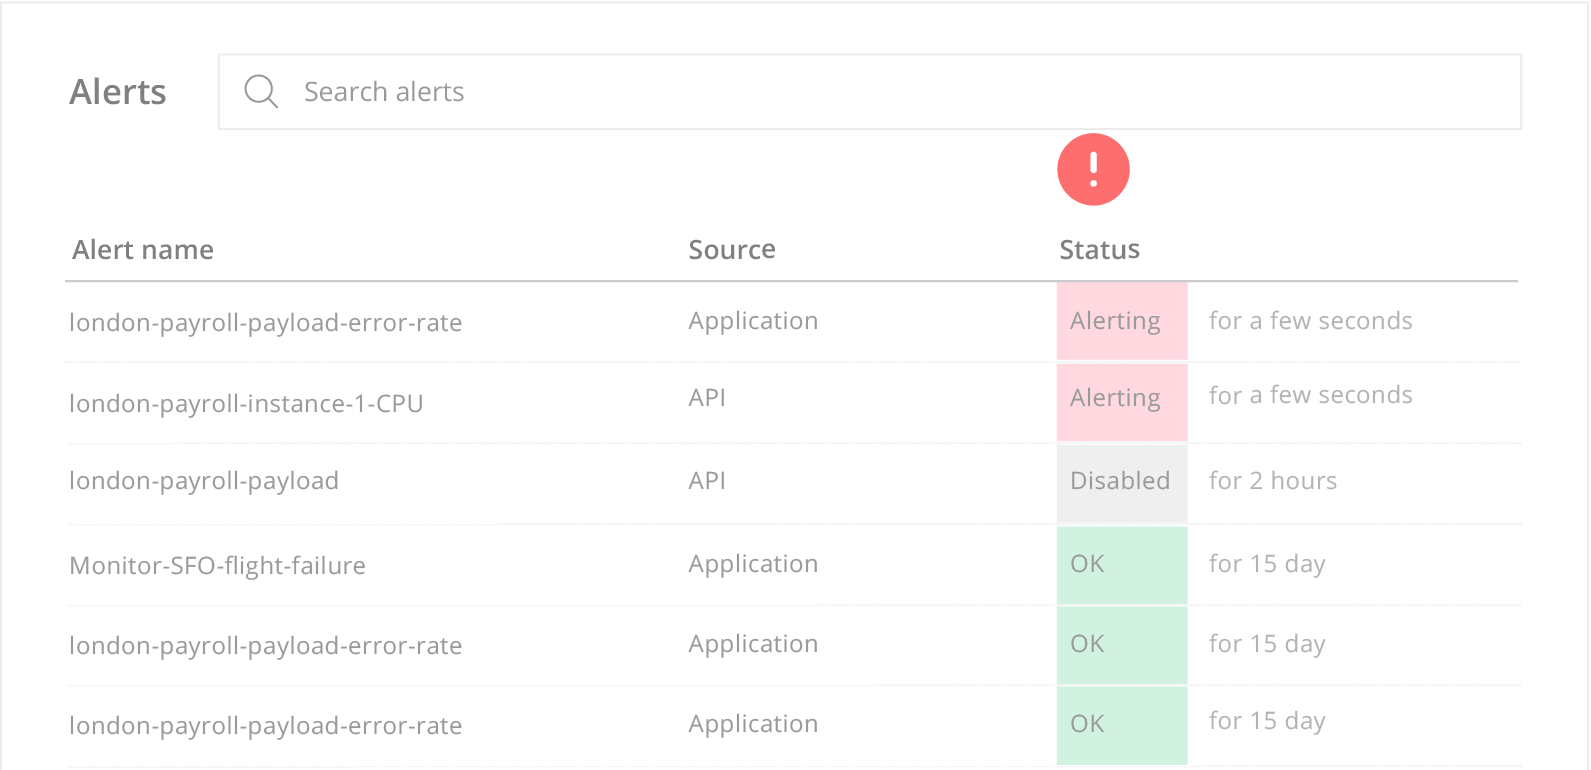 Alerts Search alerts
!
Alert name Source Status
london-payroll-payload-error-rate Application Alerting for a few seconds
london-payroll-instance-1-CPU API Alerting for a few seconds
london-payroll-payload API Disabled for 2 hours
Monitor-SFO-flight-failure Application OK for 15 day
london-payroll-payload-error-rate Application OK for 15 day
london-payroll-payload-error-rate Application OK for 15 day